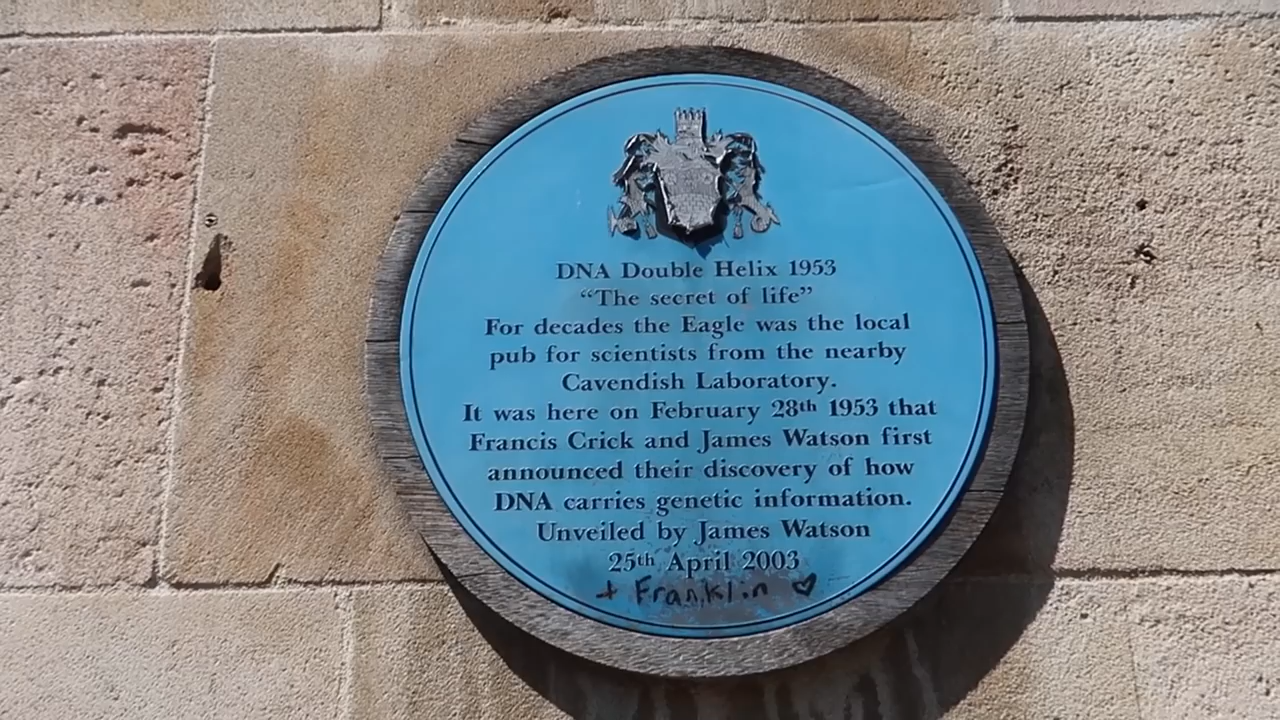 DNA Double Helix 1953
“The secret of life”
For decades the Eagle was the local
pub for scientists from the nearby
Cavendish Laboratory.
It was here on February 28th 1953 that
Francis Crick and James Watson first
announced their discovery of how
DNA carries genetic information.
Unveiled by James Watson
25th April 2003
+ Franklin ♡